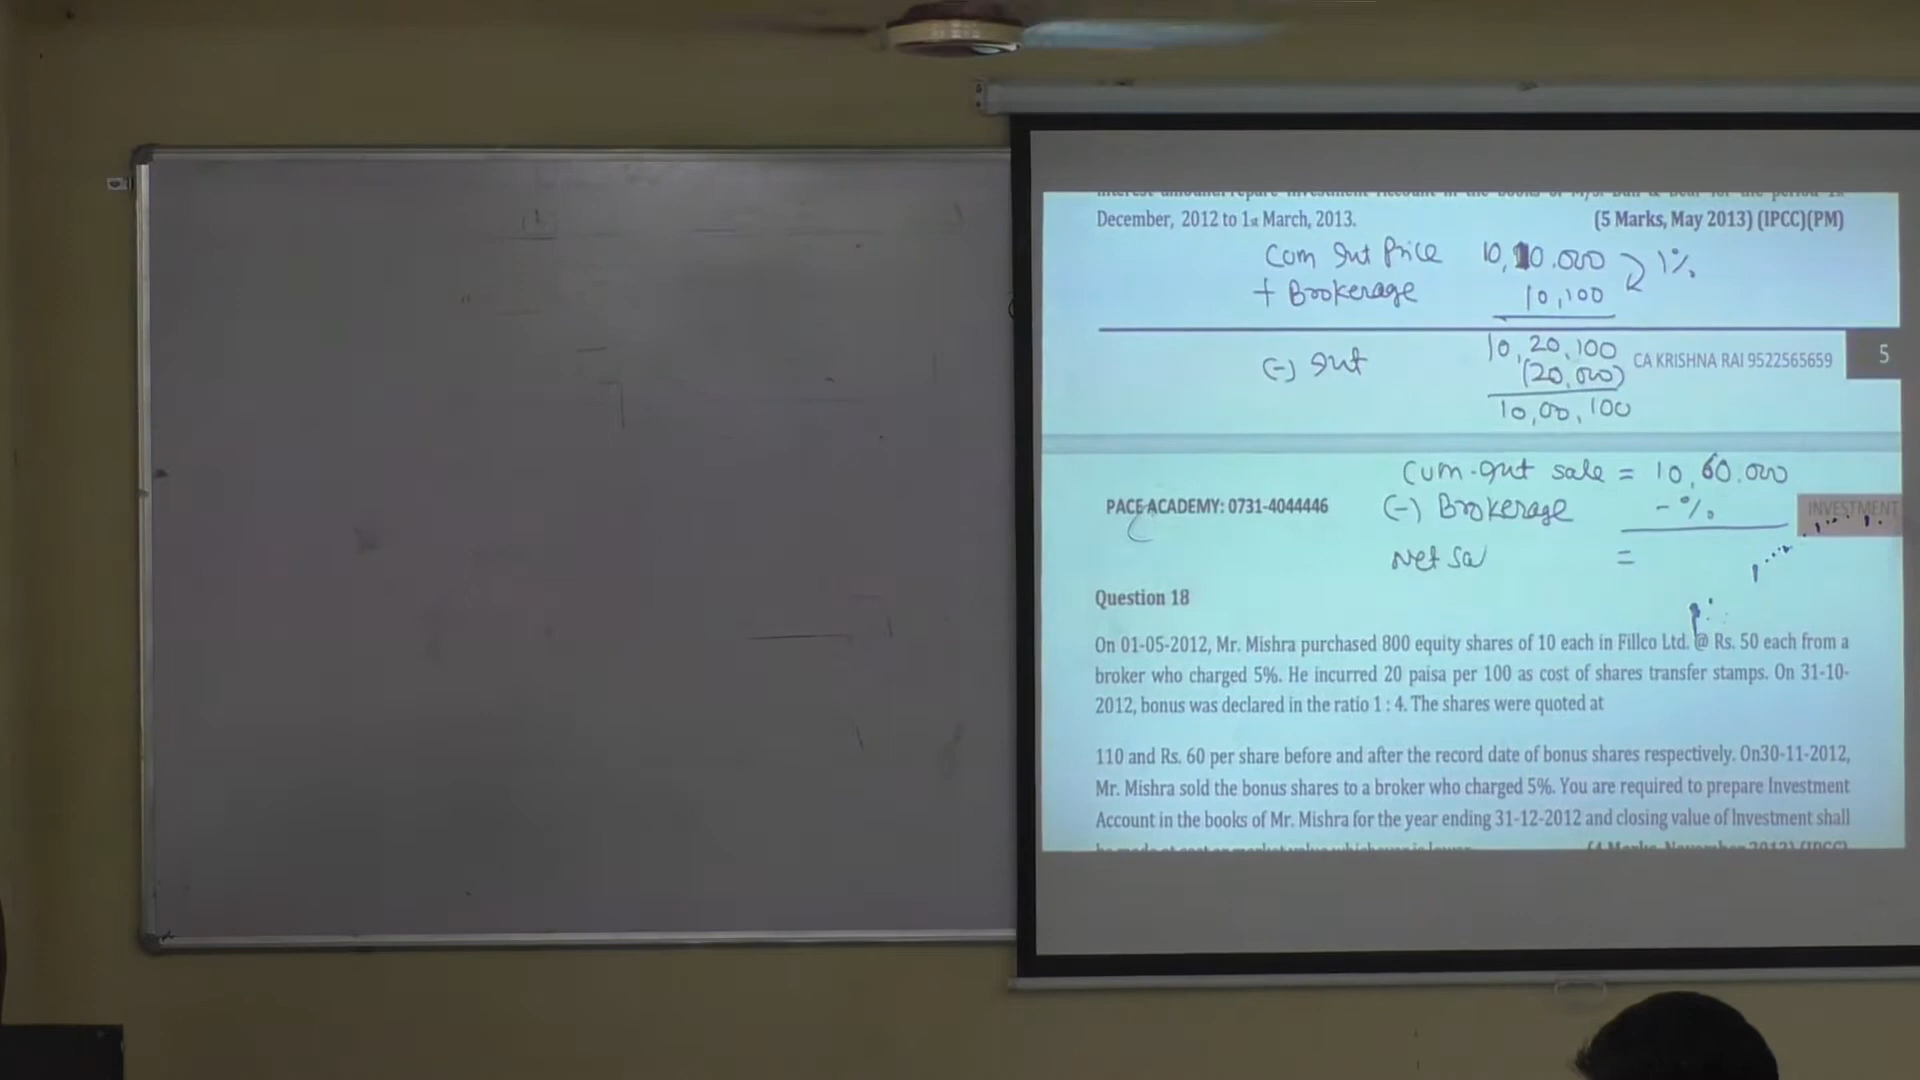 December, 2012 to 1st March, 2013. (5 Marks, May 2013) (IPCC)(PM)
Cum Int Price 10,10.000 1%
+ Brokerage 10,100
10,20,100
(-) Int (20,000)
CA KRISHNA RAI 9522565659 5
10,00,100
Cum-Int sale = 10,60.000
PACE ACADEMY: 0731-4044446 (-) Brokerage -%
INVESTMENT
Net Sa =
Question 18
On 01-05-2012, Mr. Mishra purchased 800 equity shares of 10 each in Fillco Ltd. @ Rs. 50 each from a
broker who charged 5%. He incurred 20 paisa per 100 as cost of shares transfer stamps. On 31-10-
2012, bonus was declared in the ratio 1 : 4. The shares were quoted at
110 and Rs. 60 per share before and after the record date of bonus shares respectively. On30-11-2012,
Mr. Mishra sold the bonus shares to a broker who charged 5%. You are required to prepare Investment
Account in the books of Mr. Mishra for the year ending 31-12-2012 and closing value of Investment shall